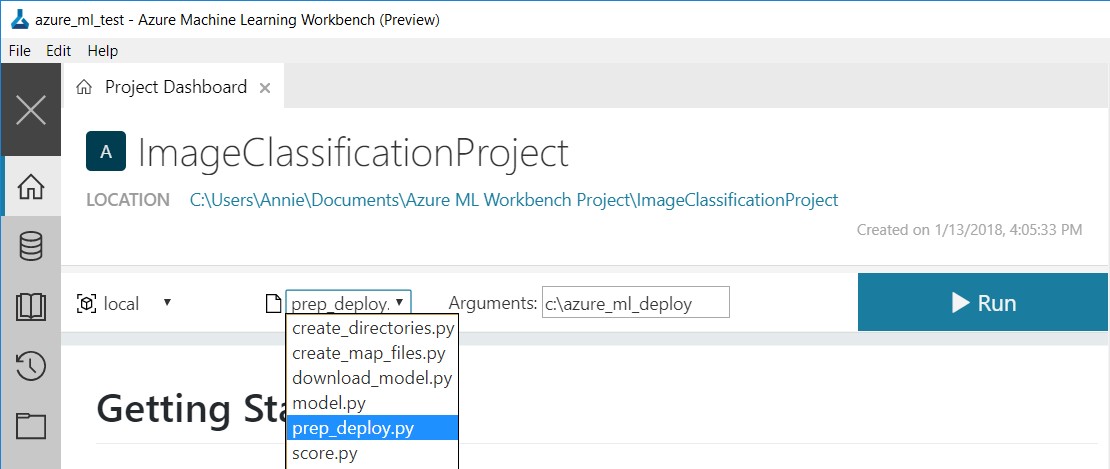 azure_ml_test - Azure Machine Learning Workbench (Preview)
File Edit Help
Project Dashboard
A ImageClassificationProject
LOCATION C:\Users\Annie\Documents\Azure ML Workbench Project\ImageClassificationProject
Created on 1/13/2018, 4:05:33 PM
local prep_deploy. Arguments: c:\azure_ml_deploy Run
create_directories.py
create_map_files.py
download_model.py
model.py
Getting Sta
prep_deploy.py
score.py